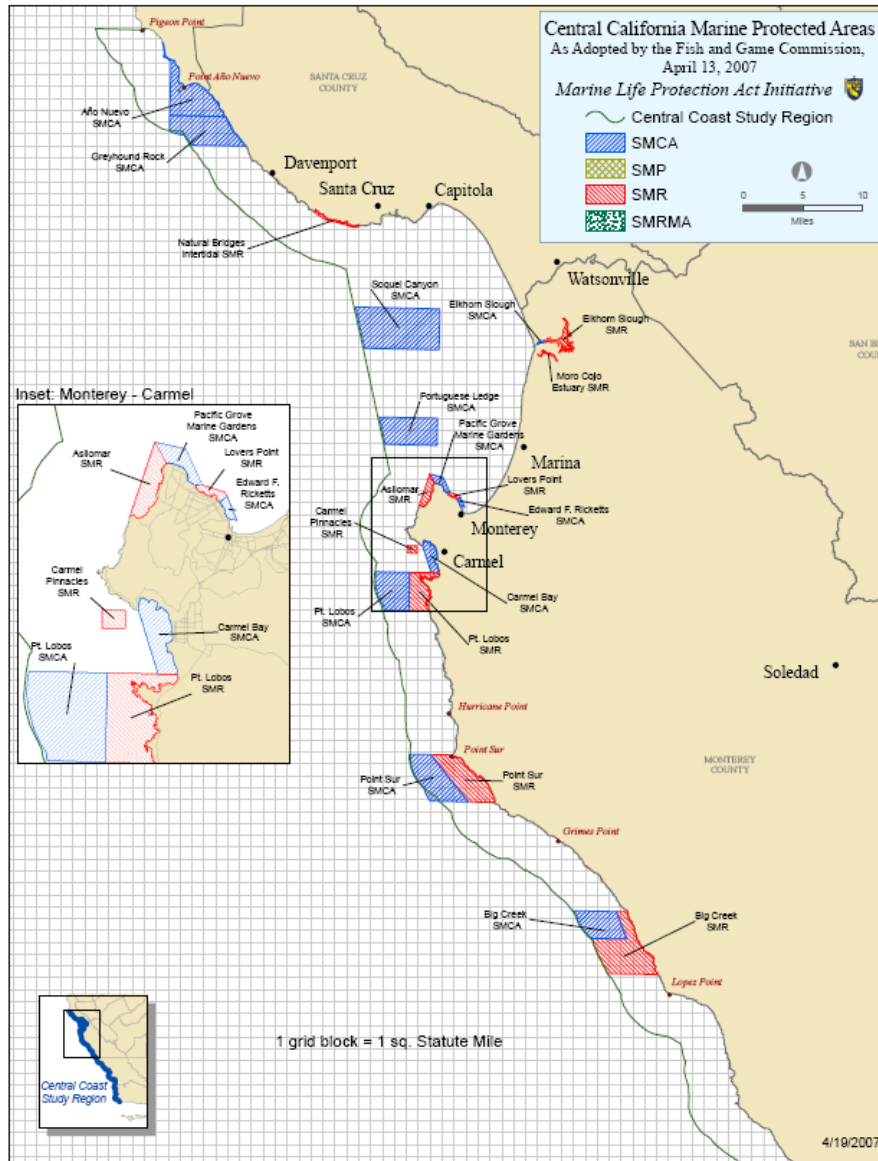 Central California Marine Protected Areas
As Adopted by the Fish and Game Commission,
April 13, 2007
Marine Life Protection Act Initiative
Central Coast Study Region
SMCA
SMP
SMR
SMRMA
0 5 10
Miles
Pigeon Point
Point Año Nuevo
SANTA CRUZ
COUNTY
Año Nuevo
SMCA
Greyhound Rock
SMCA
Davenport
Santa Cruz
Capitola
Natural Bridges
Intertidal SMR
Watsonville
Soquel Canyon
SMCA
Elkhorn Slough
SMCA
Elkhorn Slough
SMR
SAN BE
COU
Moro Cojo
Estuary SMR
Portuguese Ledge
SMCA
Pacific Grove
Marine Gardens
SMCA
Marina
Asilomar
SMR
Lovers Point
SMR
Edward F. Ricketts
SMCA
Monterey
Carmel
Pinnacles
SMR
Carmel
Carmel Bay
SMCA
Pt. Lobos
SMCA
Pt. Lobos
SMR
Soledad
Inset: Monterey - Carmel
Pacific Grove
Marine Gardens
SMCA
Asilomar
SMR
Lovers Point
SMR
Edward F.
Ricketts
SMCA
Carmel
Pinnacles
SMR
Carmel Bay
SMCA
Pt. Lobos
SMCA
Pt. Lobos
SMR
Hurricane Point
Point Sur
MONTEREY
COUNTY
Point Sur
SMCA
Point Sur
SMR
Grimes Point
Big Creek
SMCA
Big Creek
SMR
Lopez Point
1 grid block = 1 sq. Statute Mile
Central Coast
Study Region
4/19/2007